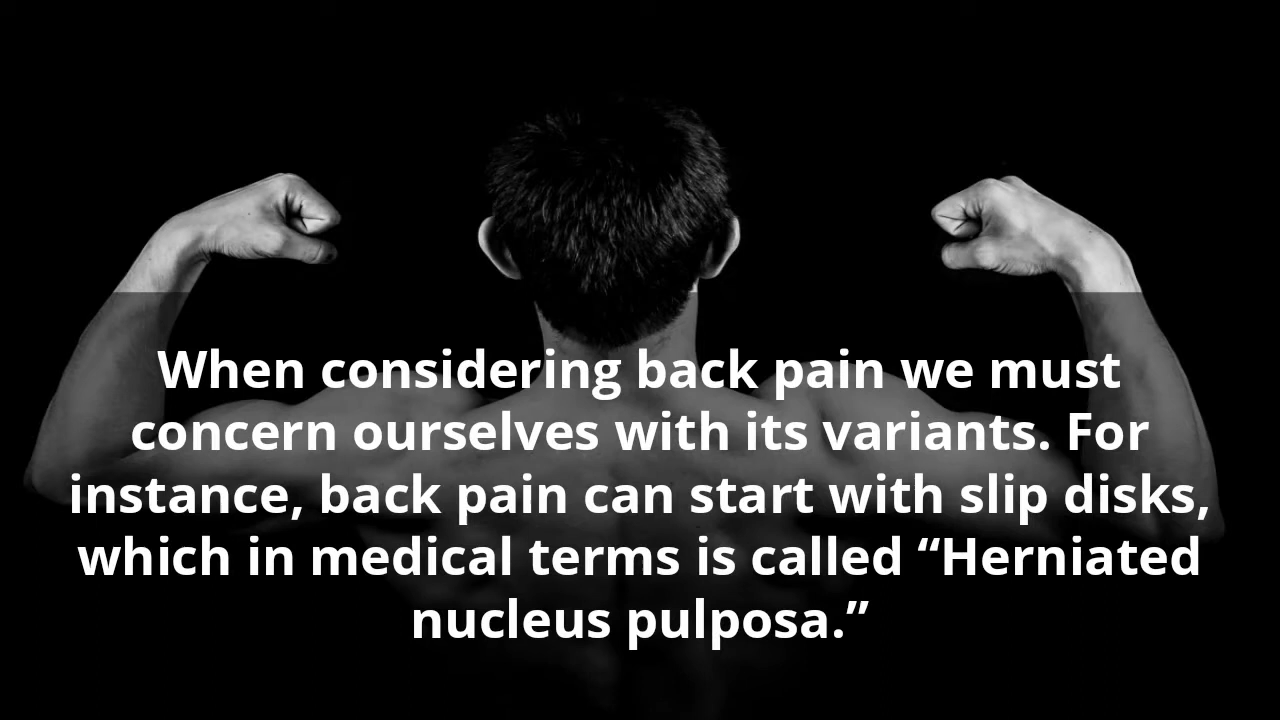 When considering back pain we must
concern ourselves with its variants. For
instance, back pain can start with slip disks,
which in medical terms is called “Herniated
nucleus pulposa.”